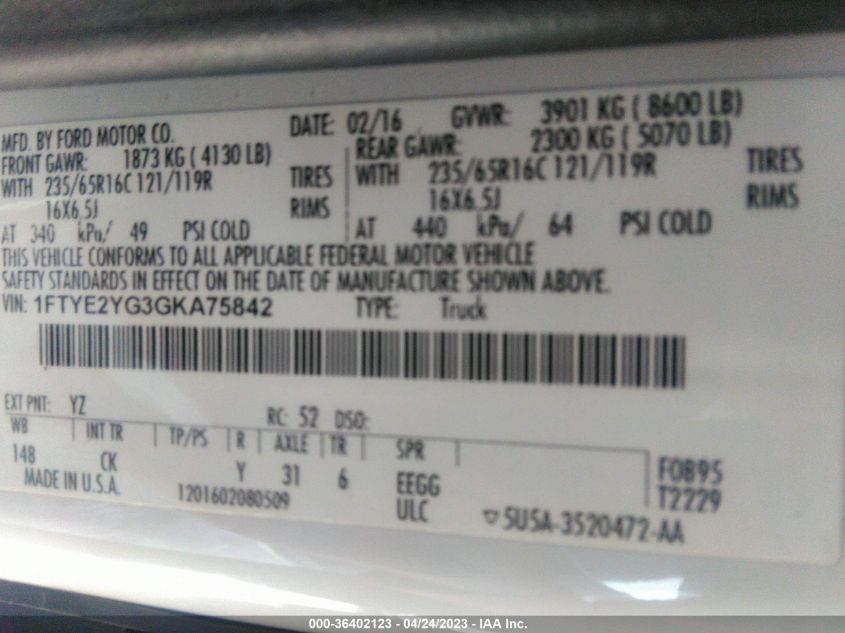 MFD. BY FORD MOTOR CO. DATE: 02/16 GVWR: 3901 KG ( 8600 LB)
FRONT GAWR: 1873 KG ( 4130 LB) REAR GAWR: 2300 KG ( 5070 LB)
WITH 235/65R16C 121/119R TIRES WITH 235/65R16C 121/119R TIRES
16X6.5J RIMS 16X6.5J RIMS
AT 340 kPa/ 49 PSI COLD AT 440 kPa/ 64 PSI COLD
THIS VEHICLE CONFORMS TO ALL APPLICABLE FEDERAL MOTOR VEHICLE
SAFETY STANDARDS IN EFFECT ON THE DATE OF MANUFACTURE SHOWN ABOVE.
VIN: 1FTYE2YG3GKA75842 TYPE: Truck
EXT PNT: YZ RC: 52 DSO:
WB INT TR TP/PS R AXLE TR SPR
148 CK Y 31 6 EEGG F0895
MADE IN U.S.A. 1201602080509 ULC T2229
▽ 5U5A-3520472-AA
000-36402123 - 04/24/2023 - IAA Inc.